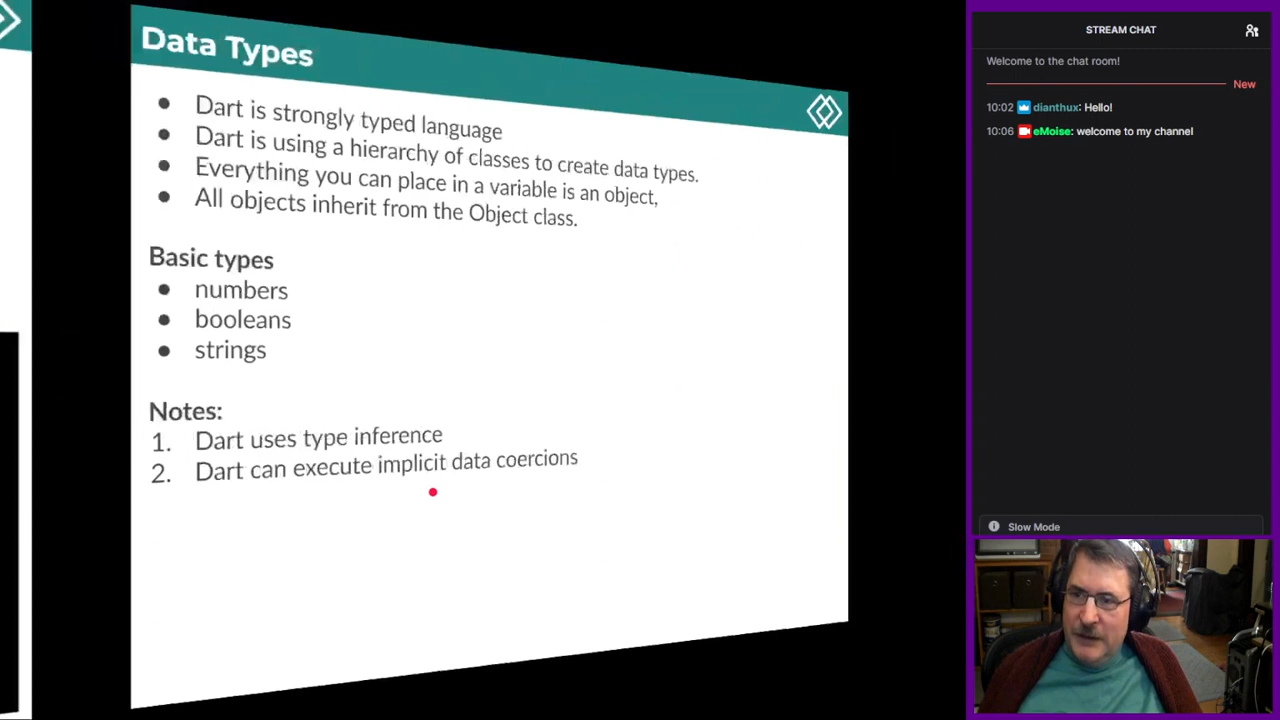 Data Types
Dart is strongly typed language
Dart is using a hierarchy of classes to create data types.
Everything you can place in a variable is an object,
All objects inherit from the Object class.
Basic types
numbers
booleans
strings
Notes:
1. Dart uses type inference
2. Dart can execute implicit data coercions
STREAM CHAT
Welcome to the chat room!
New
10:02 dianthux: Hello!
10:06 eMoise: welcome to my channel
Slow Mode